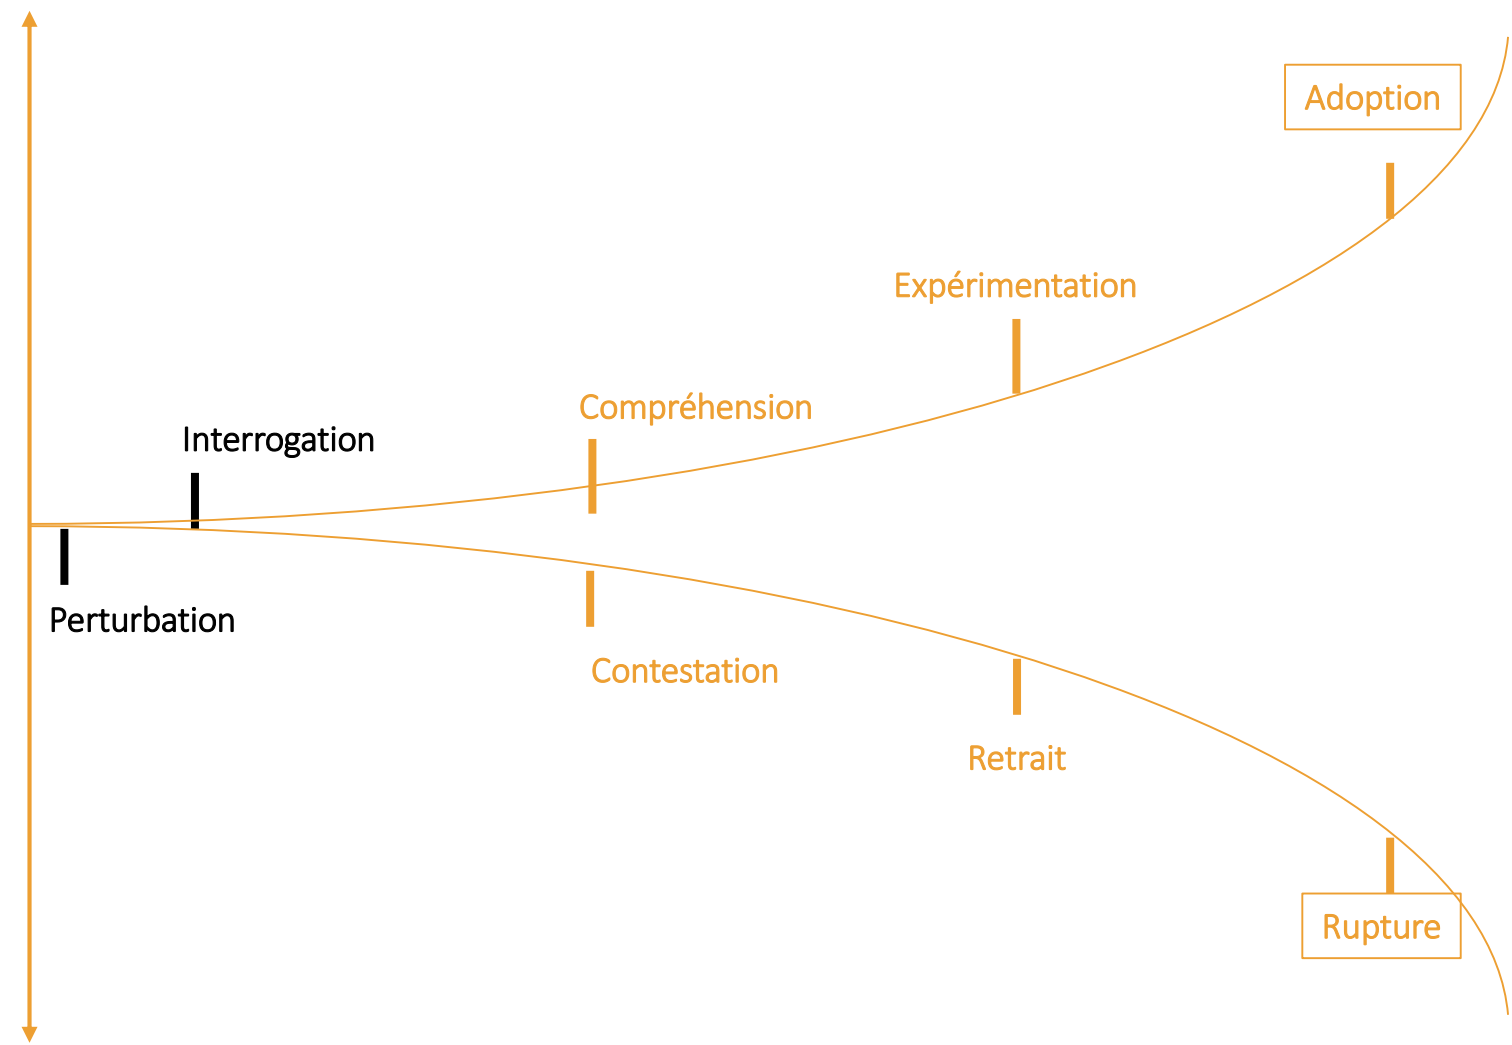 Adoption
Expérimentation
Compréhension
Interrogation
Perturbation
Contestation
Retrait
Rupture